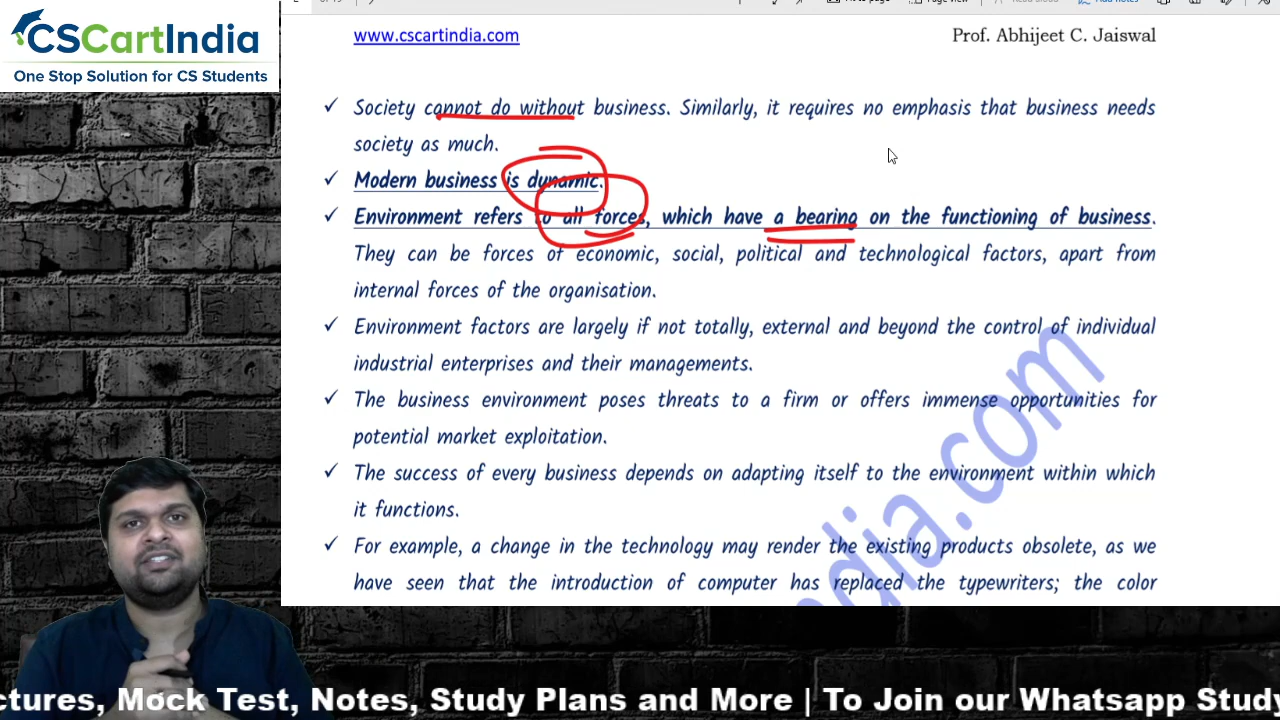 CSCartIndia
One Stop Solution for CS Students
www.cscartindia.com
Prof. Abhijeet C. Jaiswal
✓ Society cannot do without business. Similarly, it requires no emphasis that business needs
society as much.
✓ Modern business is dynamic.
✓ Environment refers to all forces, which have a bearing on the functioning of business.
They can be forces of economic, social, political and technological factors, apart from
internal forces of the organisation.
✓ Environment factors are largely if not totally, external and beyond the control of individual
industrial enterprises and their managements.
✓ The business environment poses threats to a firm or offers immense opportunities for
potential market exploitation.
✓ The success of every business depends on adapting itself to the environment within which
it functions.
✓ For example, a change in the technology may render the existing products obsolete, as we
have seen that the introduction of computer has replaced the typewriters; the color
ndia.com
ctures, Mock Test, Notes, Study Plans and More | To Join our Whatsapp Study